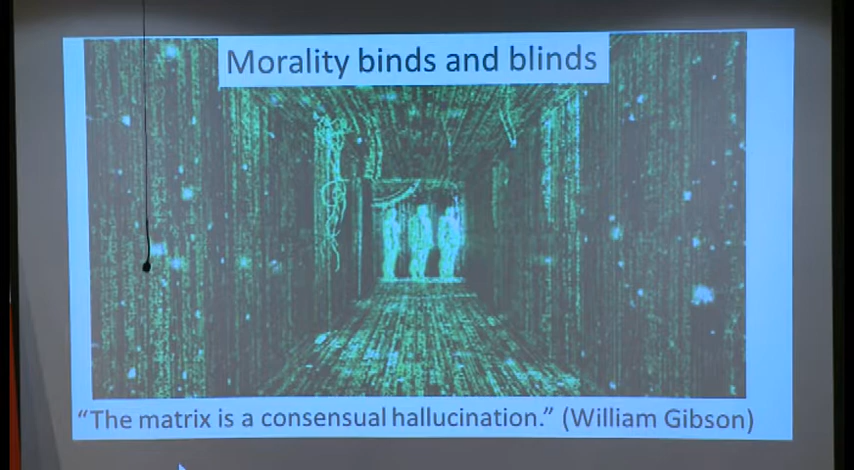 Morality binds and blinds
“The matrix is a consensual hallucination.” (William Gibson)